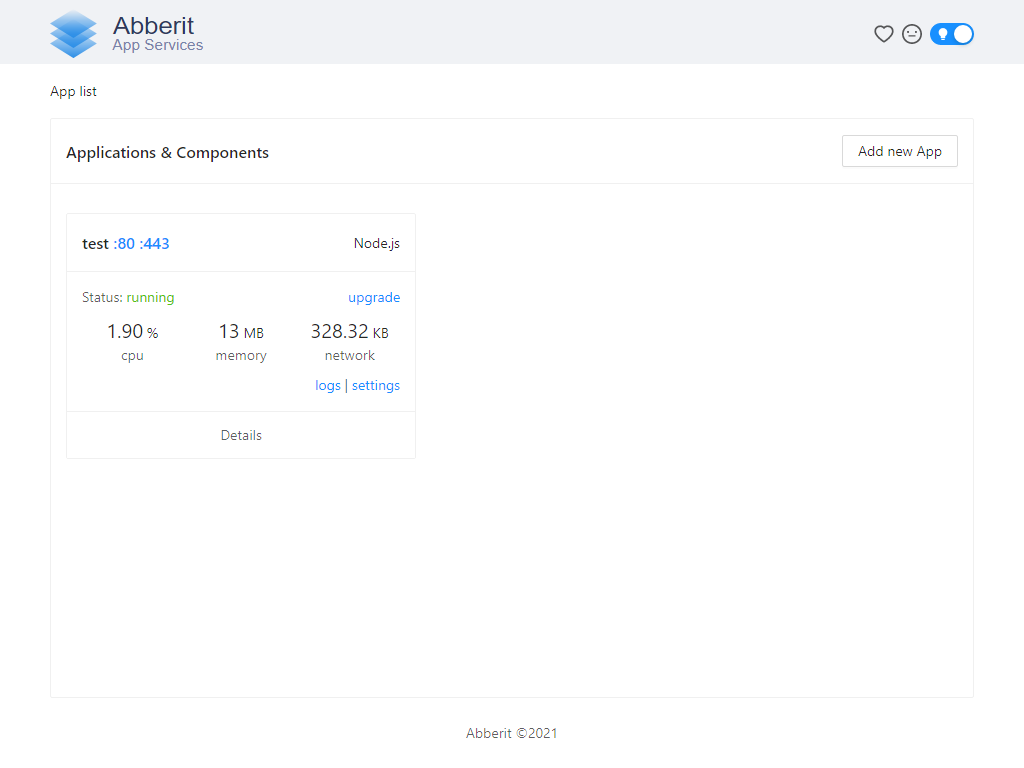 Abberit
App Services
App list
Applications & Components
Add new App
test :80 :443
Node.js
Status: running
upgrade
1.90 %
cpu
13 MB
memory
328.32 KB
network
logs | settings
Details
Abberit ©2021